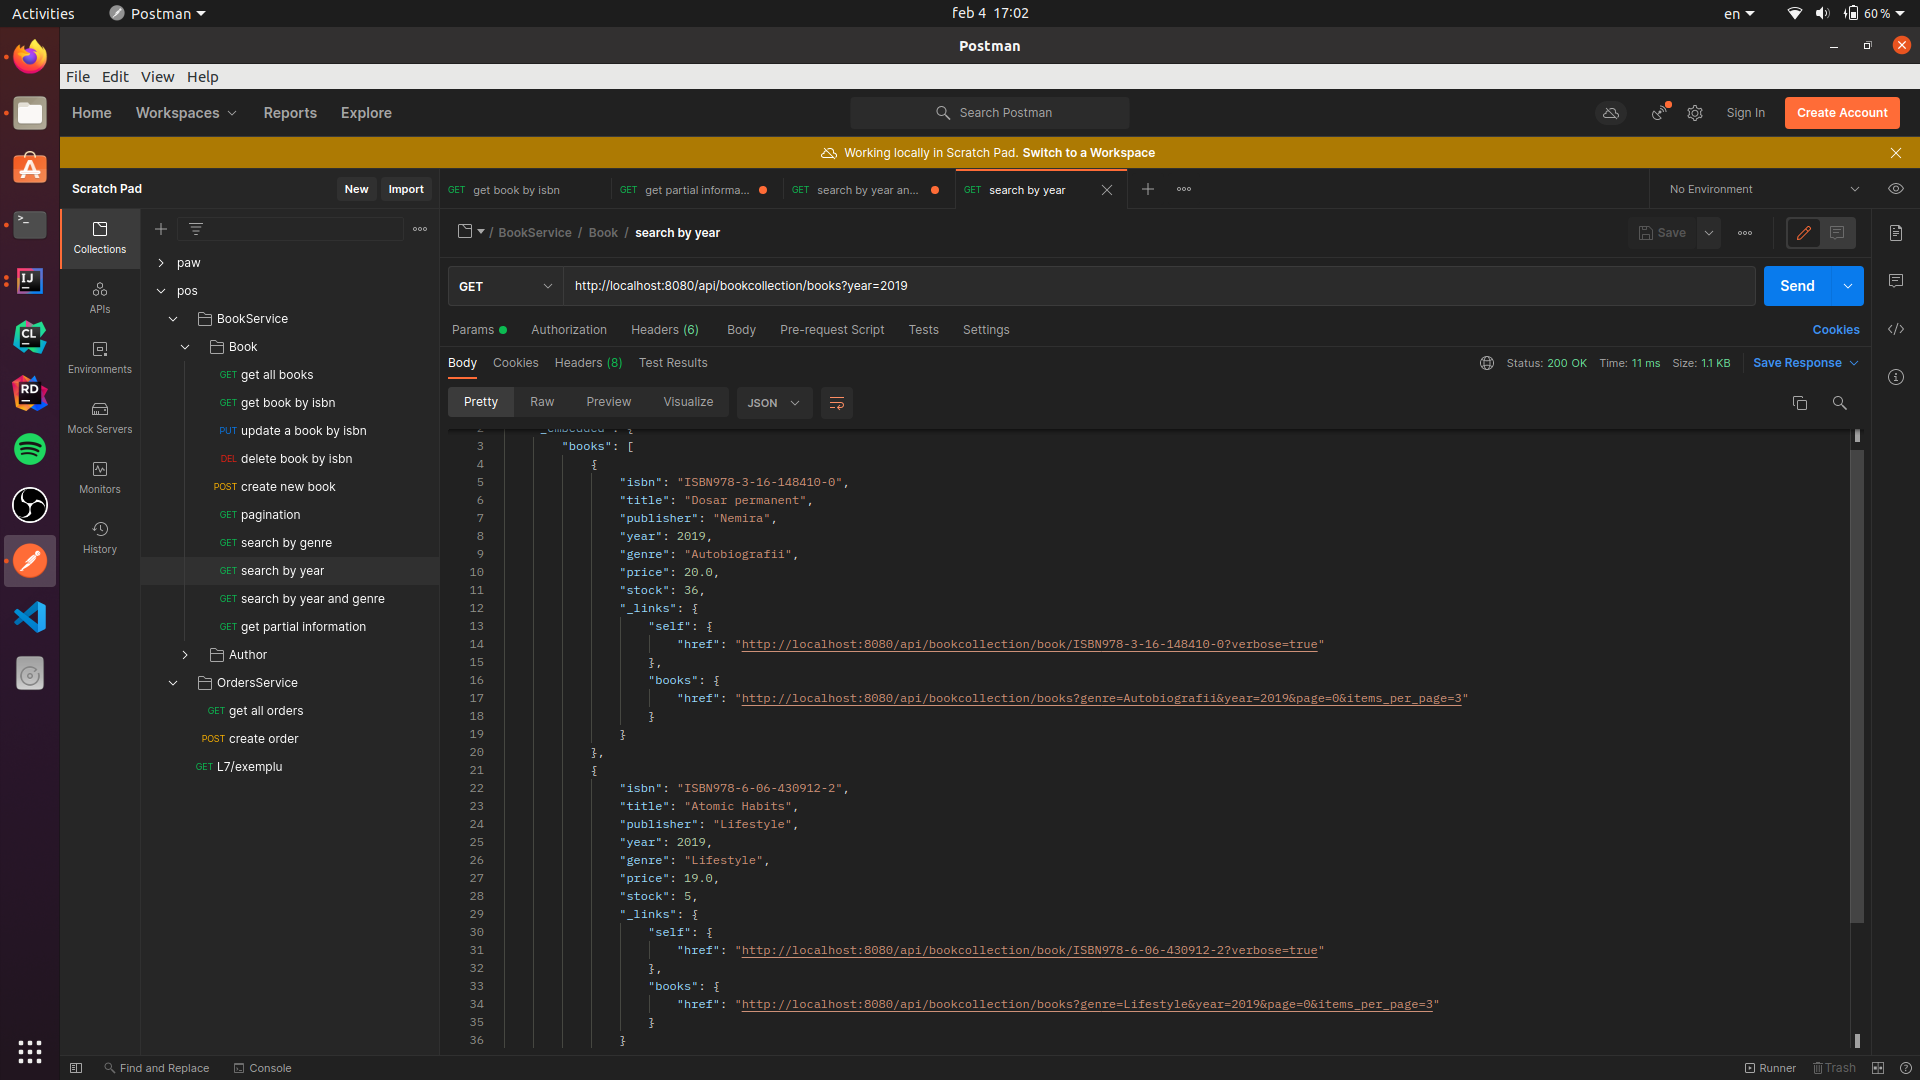 Activities
Postman
feb 4 17:02
en
60 %
Postman
File Edit View Help
Home Workspaces Reports Explore
Search Postman
Sign In
Create Account
Working locally in Scratch Pad. Switch to a Workspace
Scratch Pad
New
Import
GET get book by isbn
GET get partial informa...
GET search by year an...
GET search by year
No Environment
Collections
APIs
Environments
Mock Servers
Monitors
History
paw
pos
BookService
Book
GET get all books
GET get book by isbn
PUT update a book by isbn
DEL delete book by isbn
POST create new book
GET pagination
GET search by genre
GET search by year
GET search by year and genre
GET get partial information
Author
OrdersService
GET get all orders
POST create order
GET L7/exemplu
/ BookService / Book / search by year
Save
GET
http://localhost:8080/api/bookcollection/books?year=2019
Send
Params Authorization Headers (6) Body Pre-request Script Tests Settings
Cookies
Body Cookies Headers (8) Test Results
Status: 200 OK Time: 11 ms Size: 1.1 KB
Save Response
Pretty Raw Preview Visualize JSON
2 "_embedded": {
3 "books": [
4 {
5 "isbn": "ISBN978-3-16-148410-0",
6 "title": "Dosar permanent",
7 "publisher": "Nemira",
8 "year": 2019,
9 "genre": "Autobiografii",
10 "price": 20.0,
11 "stock": 36,
12 "_links": {
13 "self": {
14 "href": "http://localhost:8080/api/bookcollection/book/ISBN978-3-16-148410-0?verbose=true"
15 },
16 "books": {
17 "href": "http://localhost:8080/api/bookcollection/books?genre=Autobiografii&year=2019&page=0&items_per_page=3"
18 }
19 }
20 },
21 {
22 "isbn": "ISBN978-6-06-430912-2",
23 "title": "Atomic Habits",
24 "publisher": "Lifestyle",
25 "year": 2019,
26 "genre": "Lifestyle",
27 "price": 19.0,
28 "stock": 5,
29 "_links": {
30 "self": {
31 "href": "http://localhost:8080/api/bookcollection/book/ISBN978-6-06-430912-2?verbose=true"
32 },
33 "books": {
34 "href": "http://localhost:8080/api/bookcollection/books?genre=Lifestyle&year=2019&page=0&items_per_page=3"
35 }
36 }
Find and Replace
Console
Runner
Trash